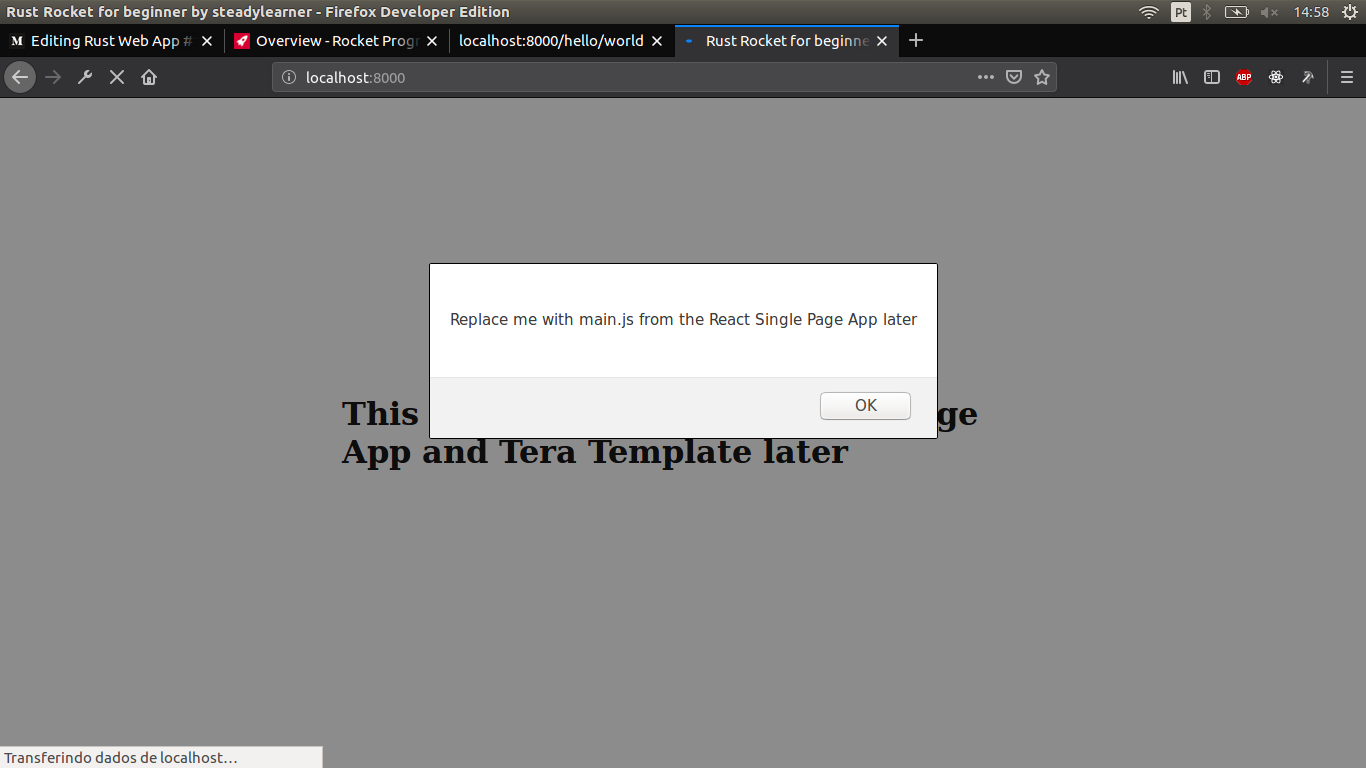 Rust Rocket for beginner by steadylearner - Firefox Developer Edition
Pt
14:58
M Editing Rust Web App #
Overview - Rocket Progr
localhost:8000/hello/world
Rust Rocket for beginne
localhost:8000
ABP
Replace me with main.js from the React Single Page App later
OK
This
ge
App and Tera Template later
Transferindo dados de localhost…